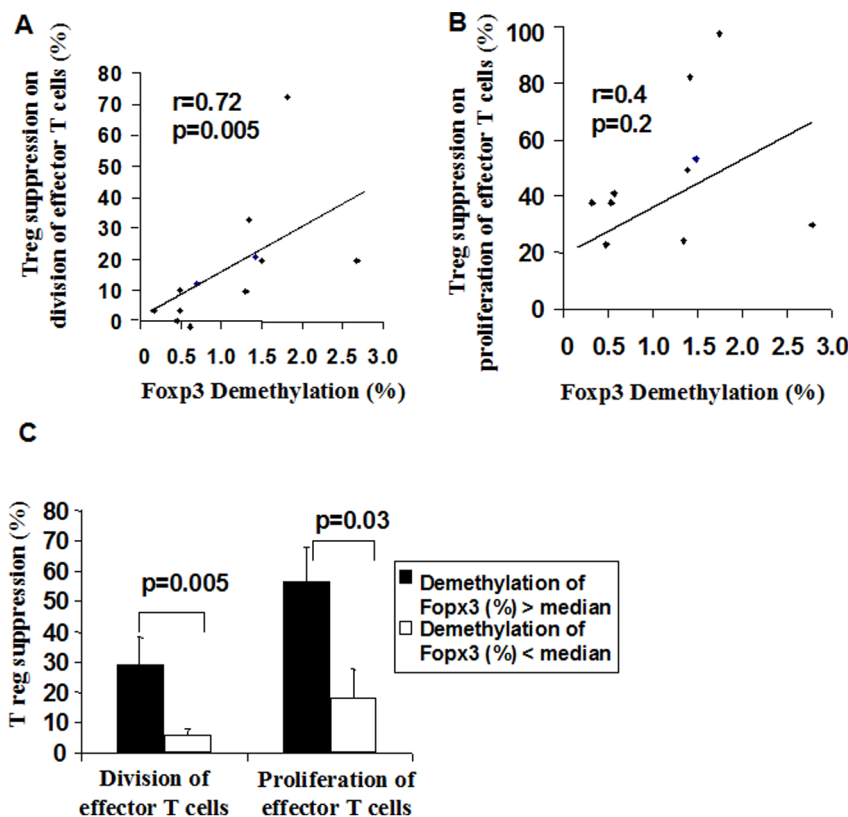 A
Treg suppression on
division of effector T cells (%)
80
70
60
50
40
30
20
10
0
r=0.72
p=0.005
0 0.5 1.0 1.5 2.0 2.5 3.0
Foxp3 Demethylation (%)
B
Treg suppression on
proliferation of effector T cells (%)
100
80
60
40
20
0
r=0.4
p=0.2
0 0.5 1.0 1.5 2.0 2.5 3.0
Foxp3 Demethylation (%)
C
T reg suppression (%)
80
70
60
50
40
30
20
10
0
p=0.005
p=0.03
Division of
effector T cells
Proliferation of
effector T cells
Demethylation of
Fopx3 (%) > median
Demethylation of
Fopx3 (%) < median